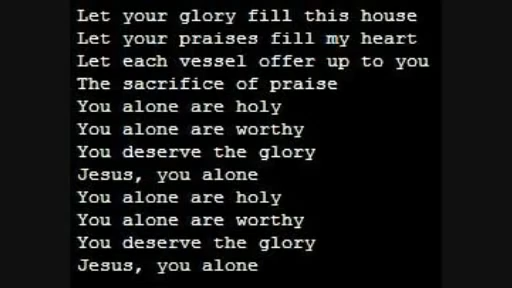 Let your glory fill this house
Let your praises fill my heart
Let each vessel offer up to you
The sacrifice of praise
You alone are holy
You alone are worthy
You deserve the glory
Jesus, you alone
You alone are holy
You alone are worthy
You deserve the glory
Jesus, you alone